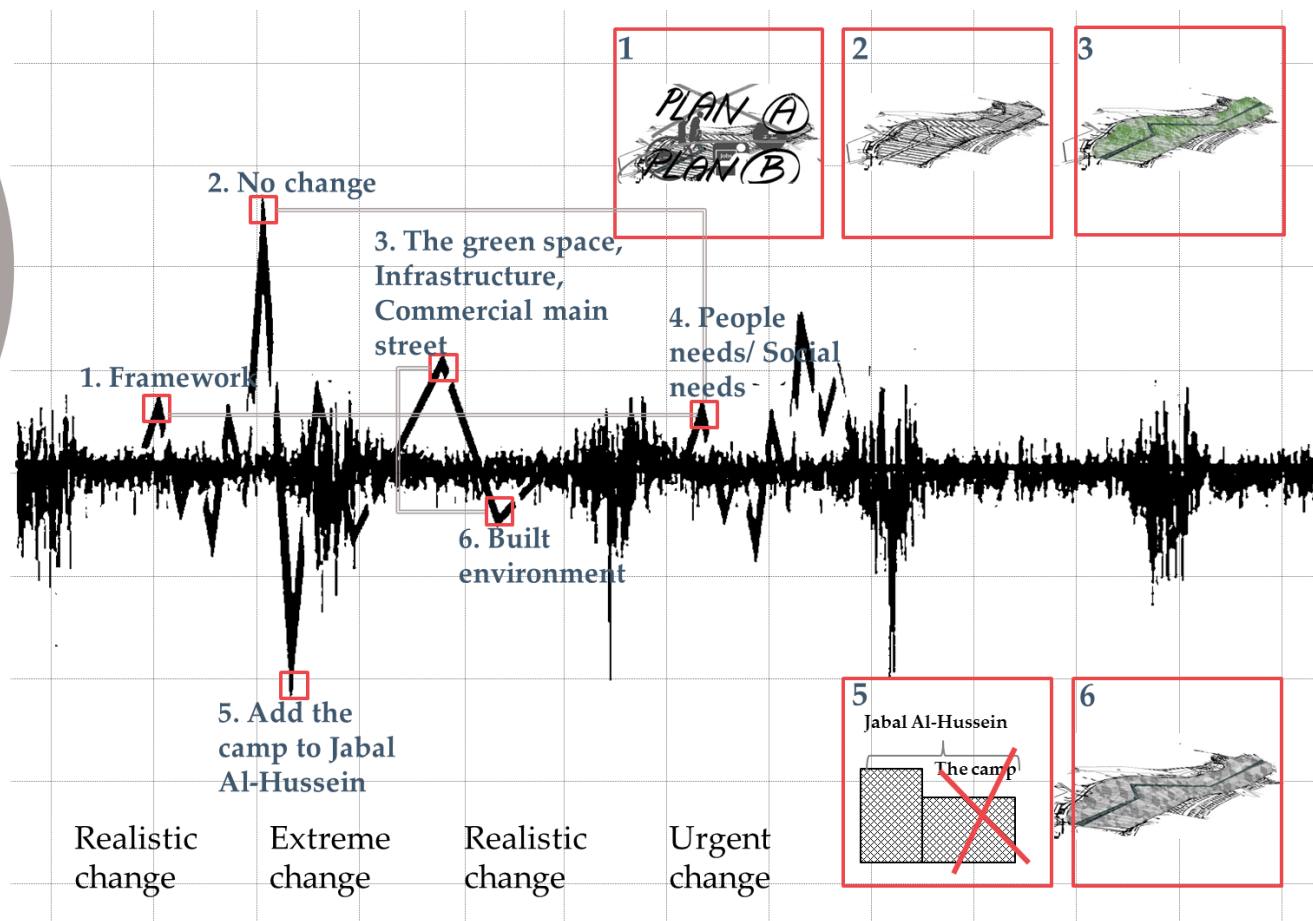 1
PLAN A
PLAN B
2
3
2. No change
3. The green space,
Infrastructure,
Commercial main
street
4. People
needs/ Social
needs
1. Framework
6. Built
environment
5. Add the
camp to Jabal
Al-Hussein
5
Jabal Al-Hussein
The camp
6
Realistic
change
Extreme
change
Realistic
change
Urgent
change